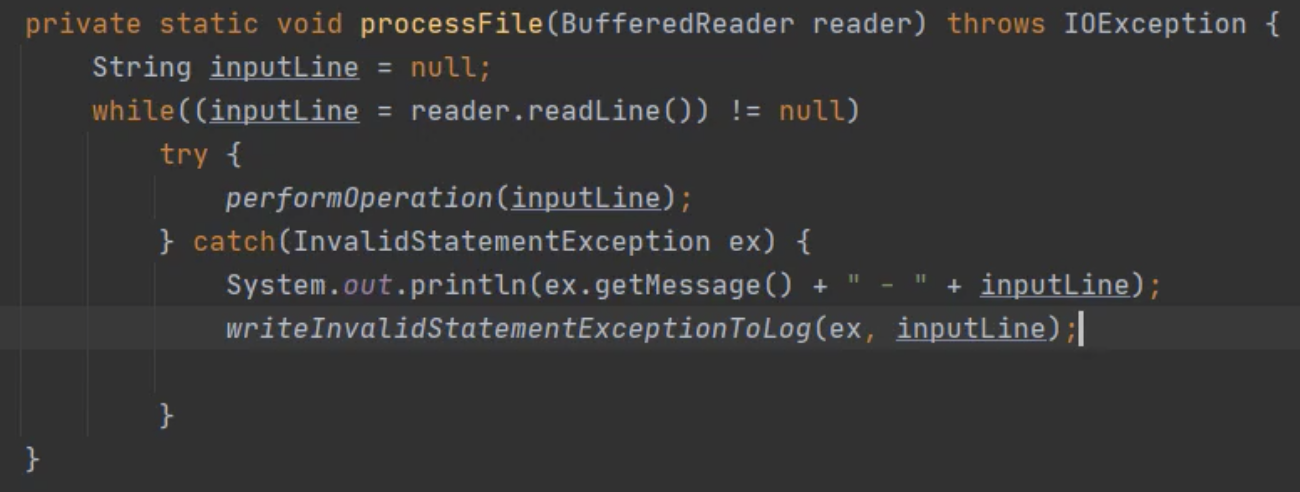 private static void processFile(BufferedReader reader) throws IOException {
    String inputLine = null;
    while((inputLine = reader.readLine()) != null)
        try {
            performOperation(inputLine);
        } catch(InvalidStatementException ex) {
            System.out.println(ex.getMessage() + " - " + inputLine);
            writeInvalidStatementExceptionToLog(ex, inputLine);
        }
}